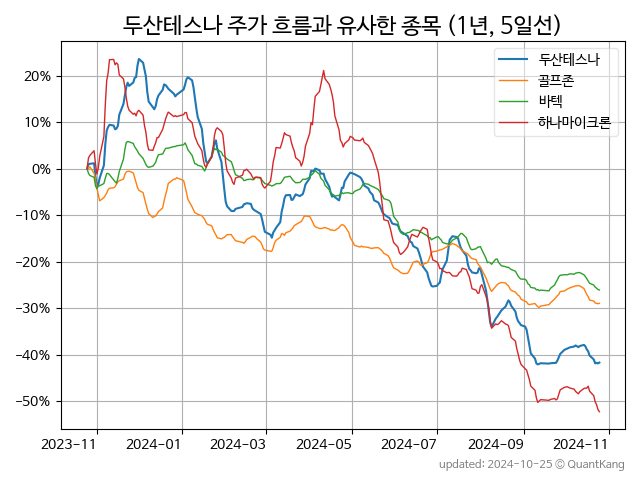 두산테스나 주가 흐름과 유사한 종목 (1년, 5일선)
두산테스나
골프존
바텍
하나마이크론
20%
10%
0%
-10%
-20%
-30%
-40%
-50%
2023-11
2024-01
2024-03
2024-05
2024-07
2024-09
2024-11
updated: 2024-10-25 © QuantKang